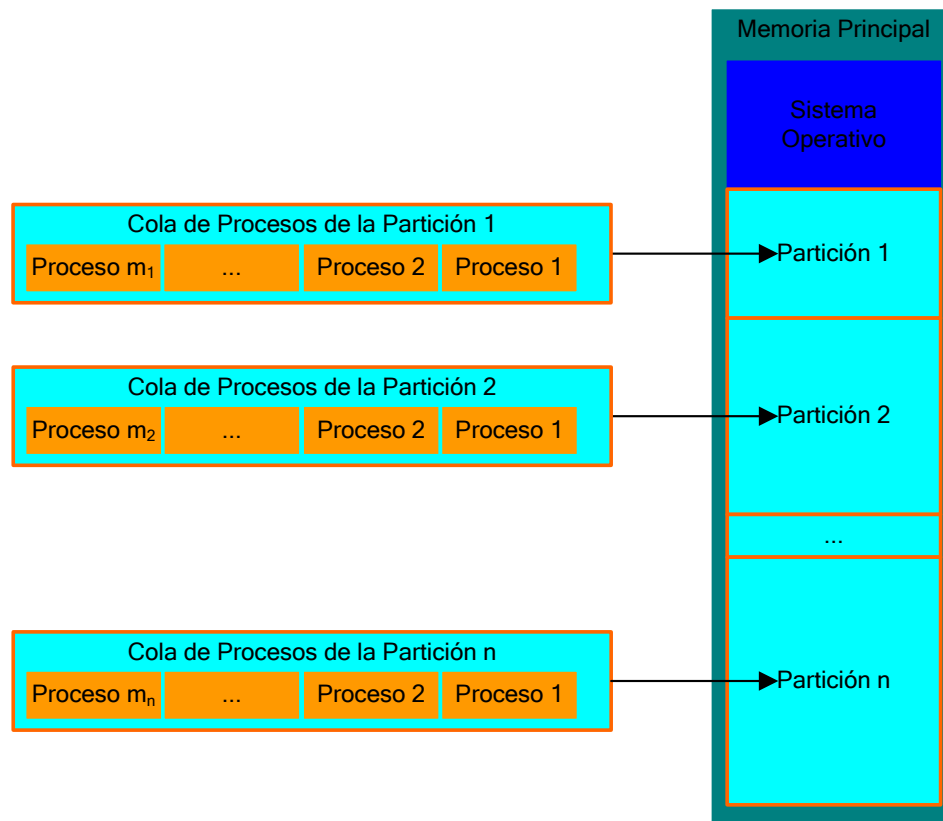 Memoria Principal
Sistema
Operativo
Cola de Procesos de la Partición 1
Proceso m₁ ... Proceso 2 Proceso 1
Partición 1
Cola de Procesos de la Partición 2
Proceso m₂ ... Proceso 2 Proceso 1
Partición 2
...
Cola de Procesos de la Partición n
Proceso mₙ ... Proceso 2 Proceso 1
Partición n